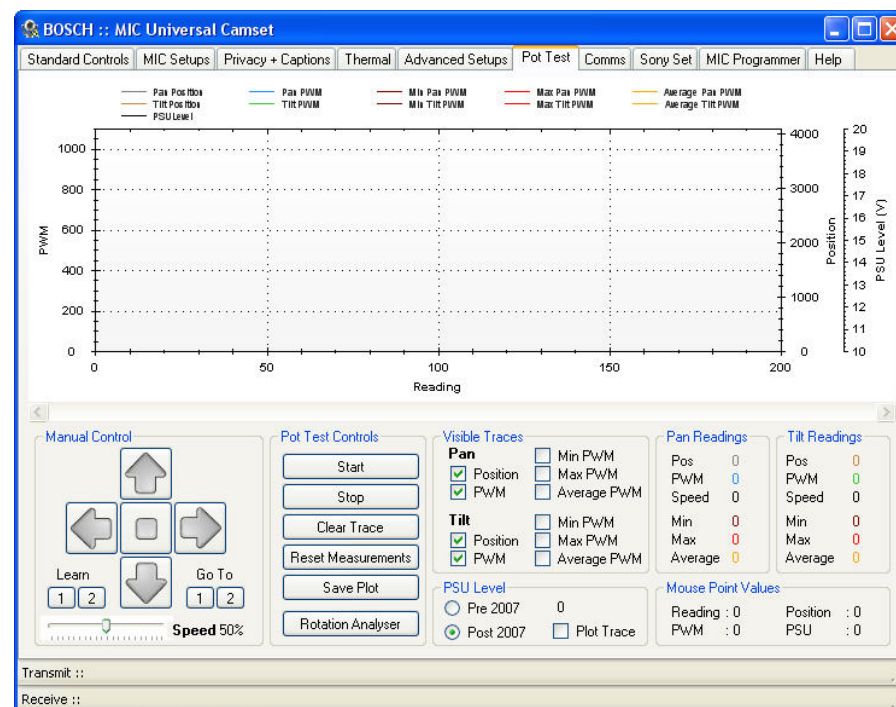 BOSCH :: MIC Universal Camset
Standard Controls MIC Setups Privacy + Captions Thermal Advanced Setups Pot Test Comms Sony Set MIC Programmer Help
Pan Position Pan PWM Min Pan PWM Max Pan PWM Average Pan PWM
Tilt Position Tilt PWM Min Tilt PWM Max Tilt PWM Average Tilt PWM
PSU Level
1000
800
600
400
200
0
PWM
4000
3000
2000
1000
0
Position
20
19
18
17
16
15
14
13
12
11
10
PSU Level (V)
0 50 100 150 200
Reading
Manual Control
Learn
1 2
Go To
1 2
Speed 50%
Pot Test Controls
Start
Stop
Clear Trace
Reset Measurements
Save Plot
Rotation Analyser
Visible Traces
Pan
Position
PWM
Min PWM
Max PWM
Average PWM
Tilt
Position
PWM
Min PWM
Max PWM
Average PWM
PSU Level
Pre 2007 0
Post 2007 Plot Trace
Pan Readings
Pos 0
PWM 0
Speed 0
Min 0
Max 0
Average 0
Tilt Readings
Pos 0
PWM 0
Speed 0
Min 0
Max 0
Average 0
Mouse Point Values
Reading : 0 Position : 0
PWM : 0 PSU : 0
Transmit ::
Receive ::